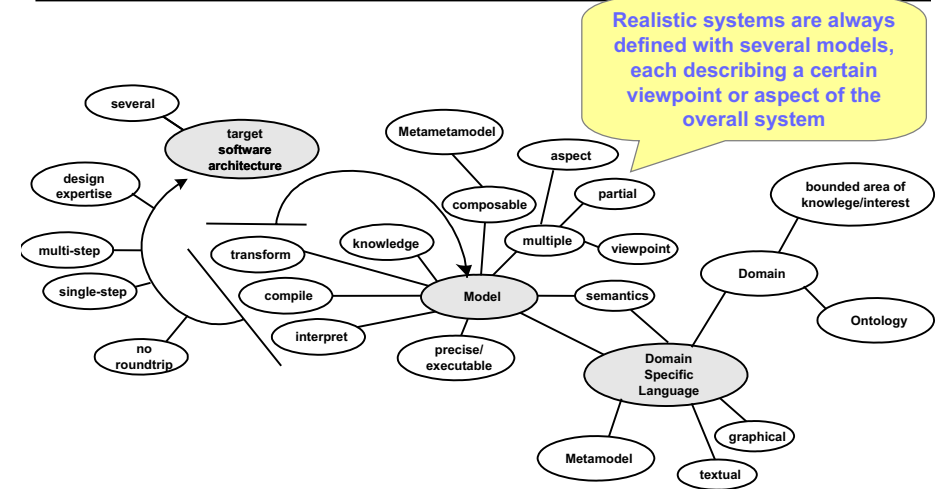 Realistic systems are always
defined with several models,
each describing a certain
viewpoint or aspect of the
overall system
several
target
software
architecture
Metametamodel
aspect
design
expertise
partial
bounded area of
knowlege/interest
composable
knowledge
multiple
viewpoint
multi-step
transform
Domain
single-step
compile
Model
semantics
Ontology
interpret
no
roundtrip
precise/
executable
Domain
Specific
Language
graphical
Metamodel
textual